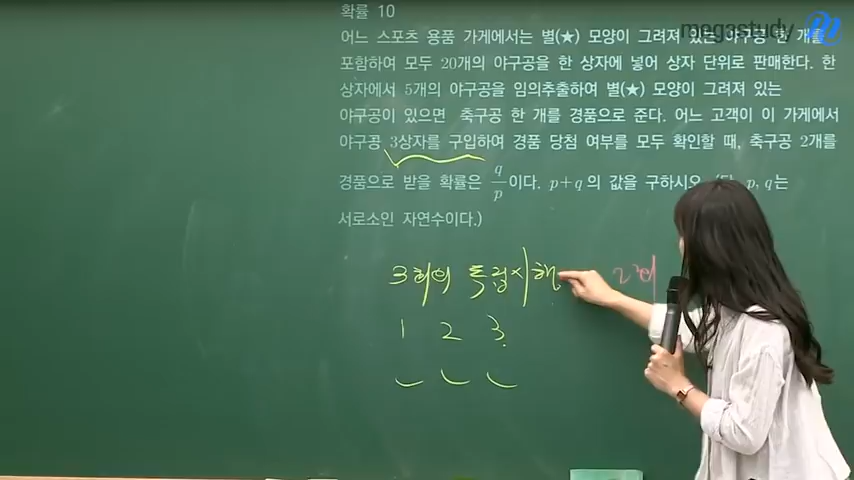 확률 10
megastudy
어느 스포츠 용품 가게에서는 별(★) 모양이 그려져 있는 야구공 한 개를
포함하여 모두 20개의 야구공을 한 상자에 넣어 상자 단위로 판매한다. 한
상자에서 5개의 야구공을 임의추출하여 별(★) 모양이 그려져 있는
야구공이 있으면 축구공 한 개를 경품으로 준다. 어느 고객이 이 가게에서
야구공 3상자를 구입하여 경품 당첨 여부를 모두 확인할 때, 축구공 2개를
경품으로 받을 확률은 q/p이다. p+q의 값을 구하시오. (단, p, q는
서로소인 자연수이다.)
3회의 독립시행 2회
1 2 3